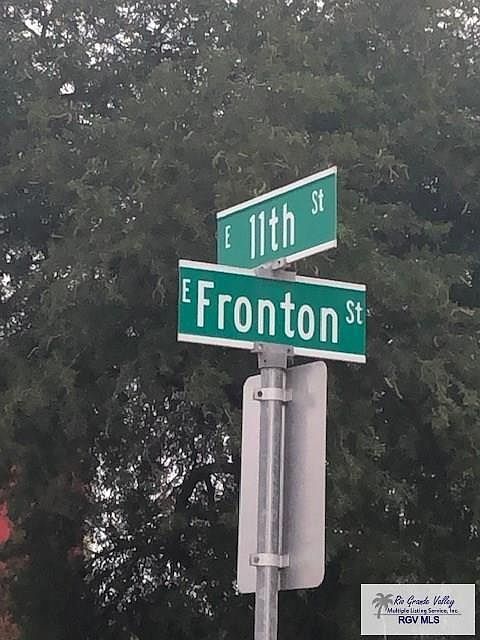 E 11th St
E Fronton St
Rio Grande Valley
Multiple Listing Service, Inc.
RGV MLS